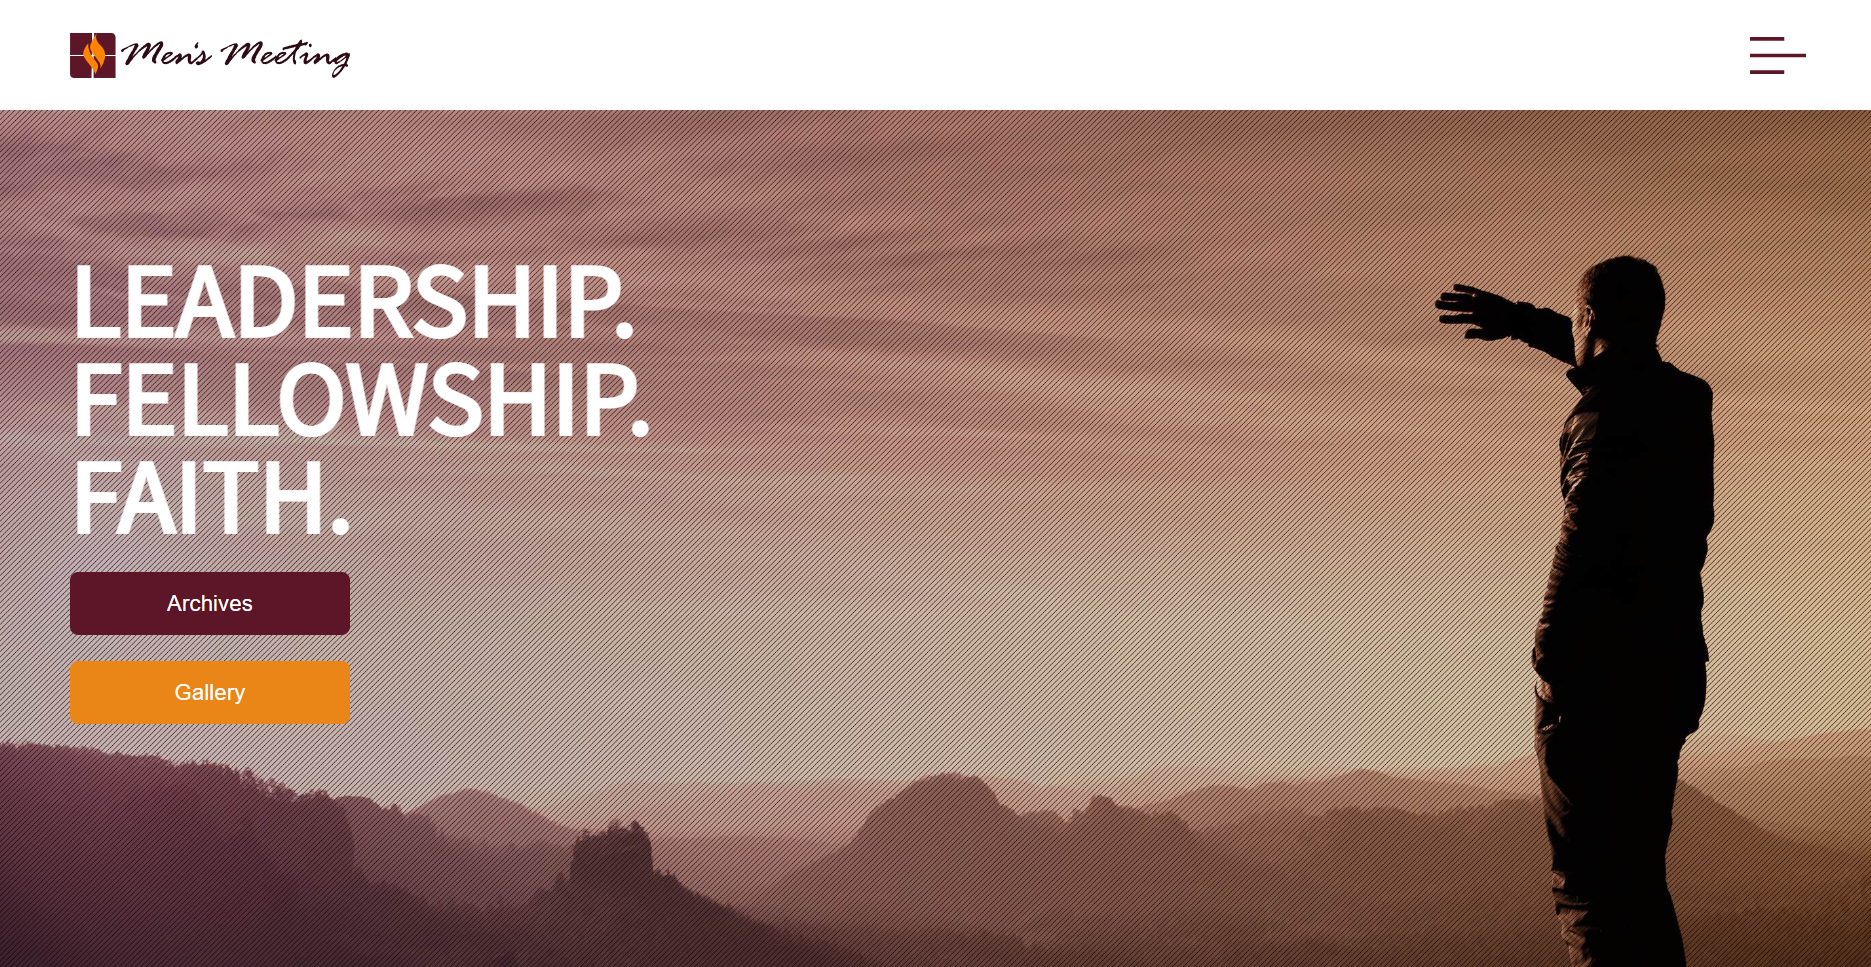 Men's Meeting
LEADERSHIP.
FELLOWSHIP.
FAITH.
Archives
Gallery